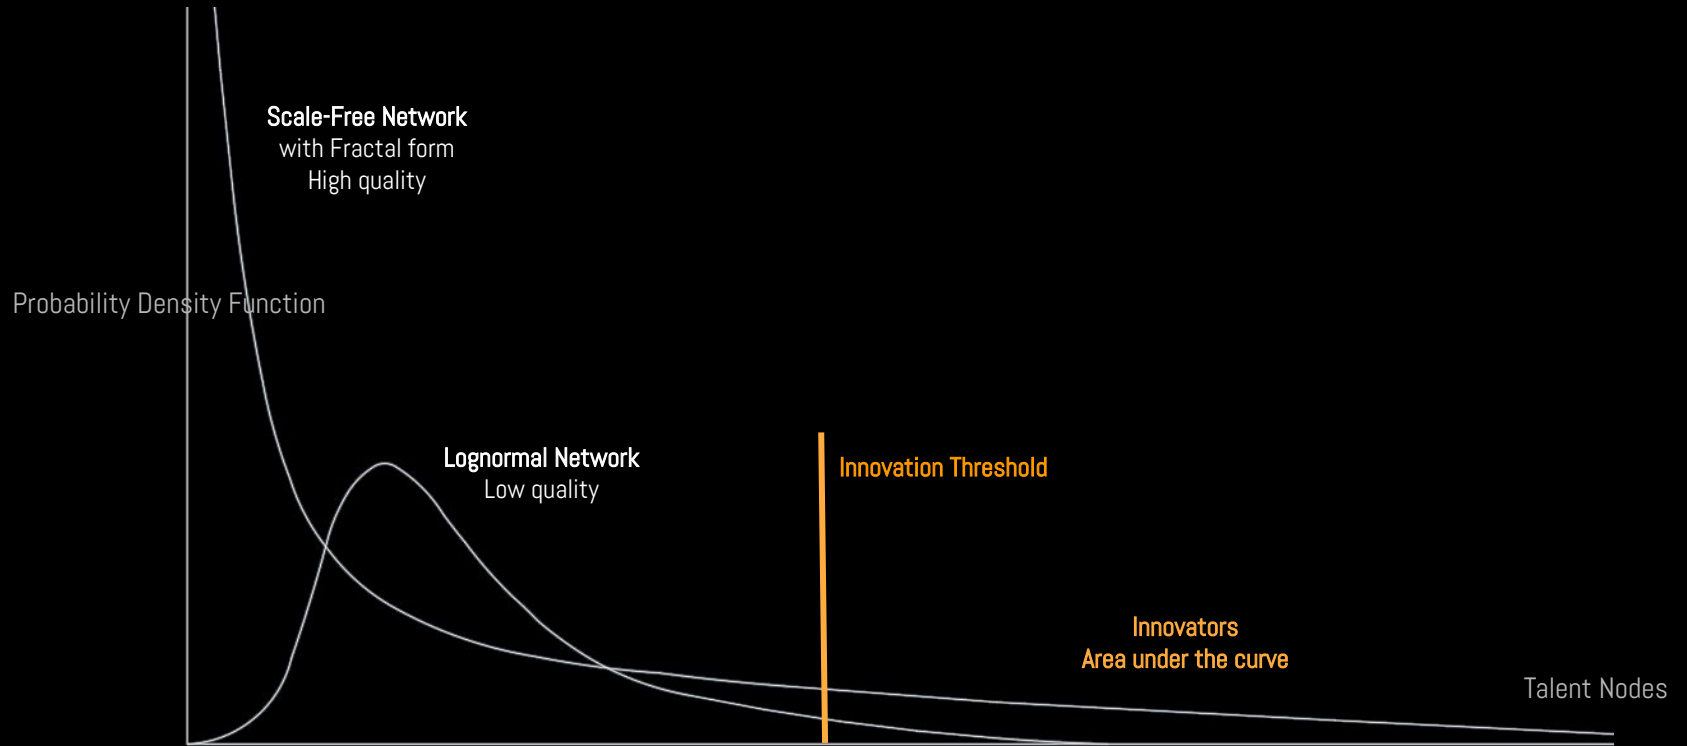 Scale-Free Network
with Fractal form
High quality
Probability Density Function
Lognormal Network
Low quality
Innovation Threshold
Innovators
Area under the curve
Talent Nodes